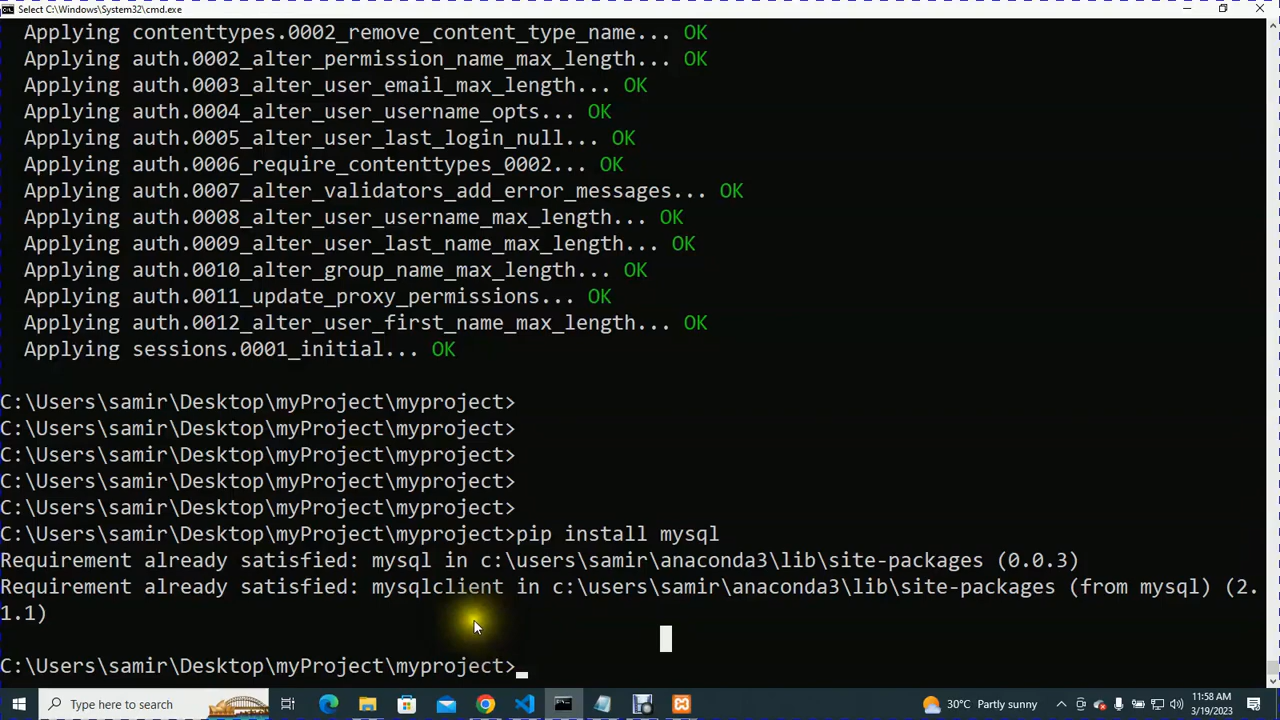 Select C:\Windows\System32\cmd.exe
Applying contenttypes.0002_remove_content_type_name... OK
Applying auth.0002_alter_permission_name_max_length... OK
Applying auth.0003_alter_user_email_max_length... OK
Applying auth.0004_alter_user_username_opts... OK
Applying auth.0005_alter_user_last_login_null... OK
Applying auth.0006_require_contenttypes_0002... OK
Applying auth.0007_alter_validators_add_error_messages... OK
Applying auth.0008_alter_user_username_max_length... OK
Applying auth.0009_alter_user_last_name_max_length... OK
Applying auth.0010_alter_group_name_max_length... OK
Applying auth.0011_update_proxy_permissions... OK
Applying auth.0012_alter_user_first_name_max_length... OK
Applying sessions.0001_initial... OK
C:\Users\samir\Desktop\myProject\myproject>
C:\Users\samir\Desktop\myProject\myproject>
C:\Users\samir\Desktop\myProject\myproject>
C:\Users\samir\Desktop\myProject\myproject>
C:\Users\samir\Desktop\myProject\myproject>
C:\Users\samir\Desktop\myProject\myproject>pip install mysql
Requirement already satisfied: mysql in c:\users\samir\anaconda3\lib\site-packages (0.0.3)
Requirement already satisfied: mysqlclient in c:\users\samir\anaconda3\lib\site-packages (from mysql) (2.
1.1)
C:\Users\samir\Desktop\myProject\myproject>
Type here to search
30°C Partly sunny
11:58 AM
3/19/2023